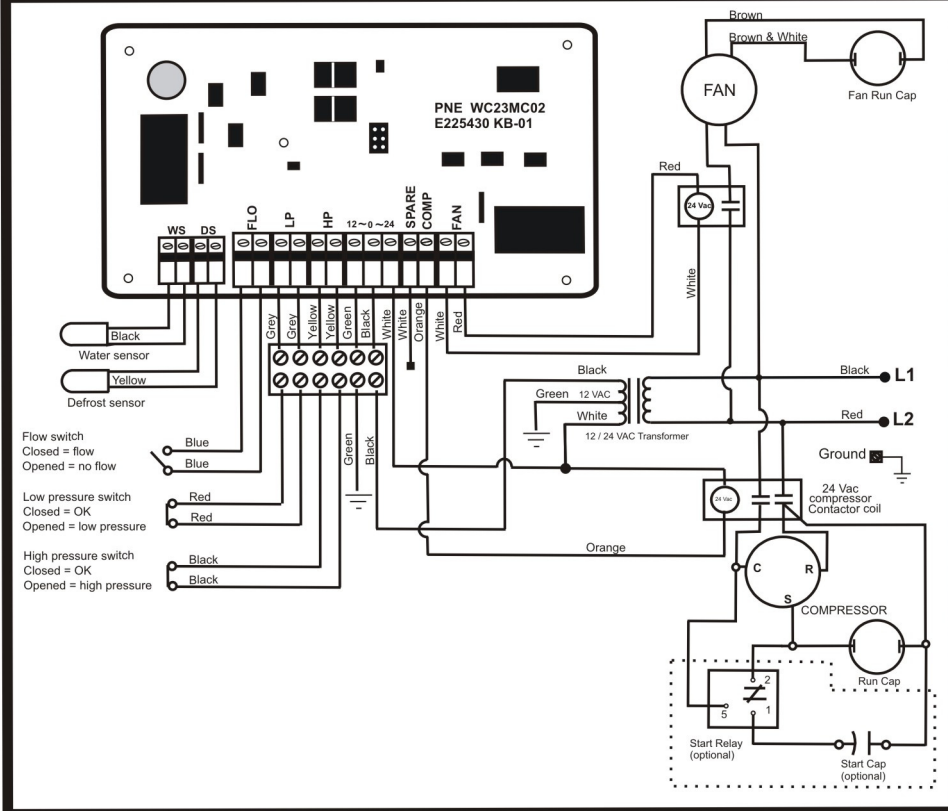 Brown
Brown & White
FAN
Fan Run Cap
PNE WC23MC02
E225430 KB-01
WS DS
FLO
LP
HP
12~0~24
SPARE
COMP
FAN
Red
24 Vac
White
Grey
Grey
Yellow
Yellow
Green
Black
White
White
Orange
White
Red
Black
Water sensor
Yellow
Defrost sensor
Black
Green 12 VAC
White
12 / 24 VAC Transformer
Black L1
Red L2
Ground
Flow switch
Closed = flow
Opened = no flow
Blue
Blue
Green
Black
Low pressure switch
Closed = OK
Opened = low pressure
Red
Red
24 Vac
24 Vac
compressor
Contactor coil
High pressure switch
Closed = OK
Opened = high pressure
Black
Black
Orange
C R
S
COMPRESSOR
Run Cap
2
5
1
Start Relay
(optional)
Start Cap
(optional)